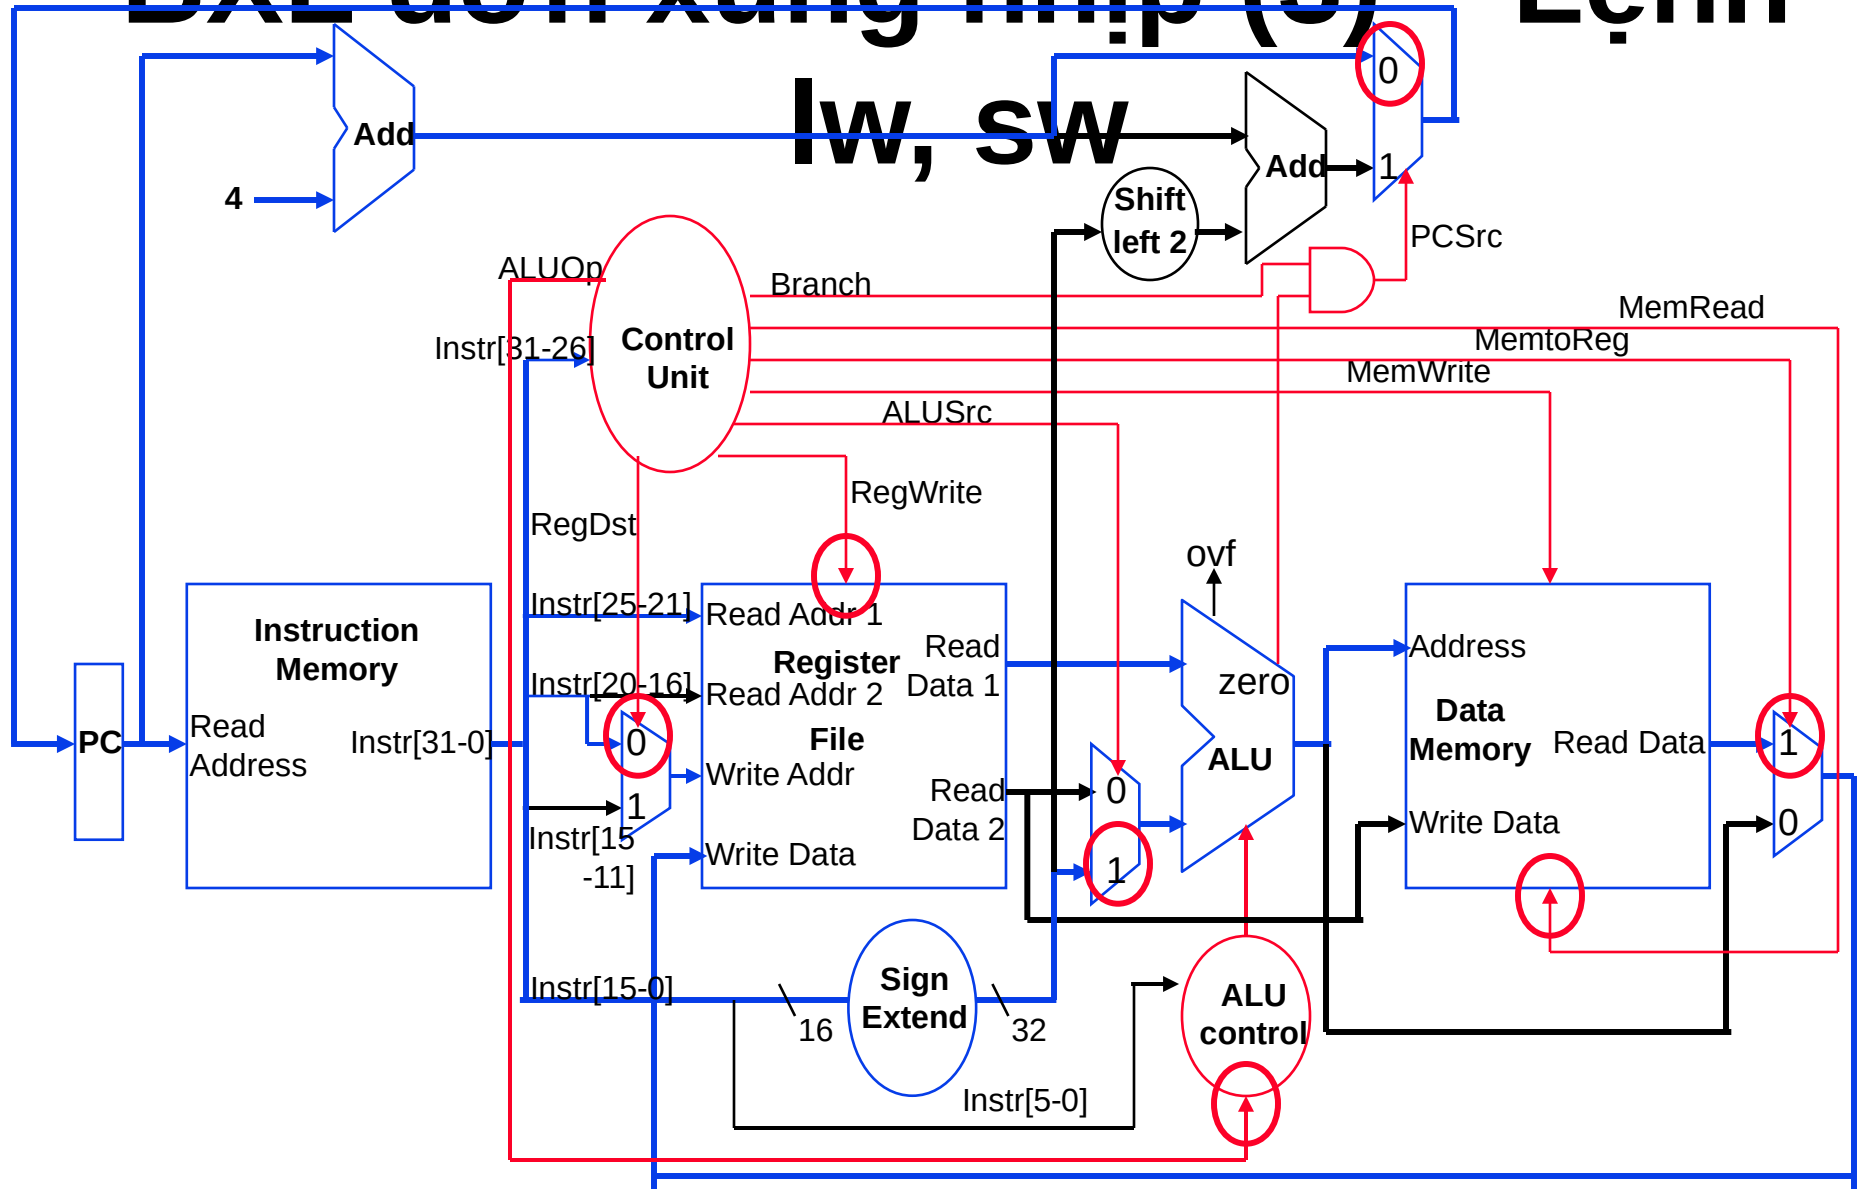 lw, sw
0
Add
1
Add
4
Shift
left 2
PCSrc
ALUOp
Branch
MemRead
Instr[31-26]
Control
Unit
MemtoReg
MemWrite
ALUSrc
RegWrite
RegDst
ovf
Instruction
Memory
Instr[25-21]
Read Addr 1
Register
Read
Data 1
Instr[20-16]
Read Addr 2
File
zero
Address
Data
Memory
PC
Read
Address
Instr[31-0]
0
1
Write Addr
Read
Data 2
0
1
ALU
Read Data
1
0
Write Data
Instr[15
-11]
Write Data
Instr[15-0]
16
Sign
Extend
32
ALU
control
Instr[5-0]